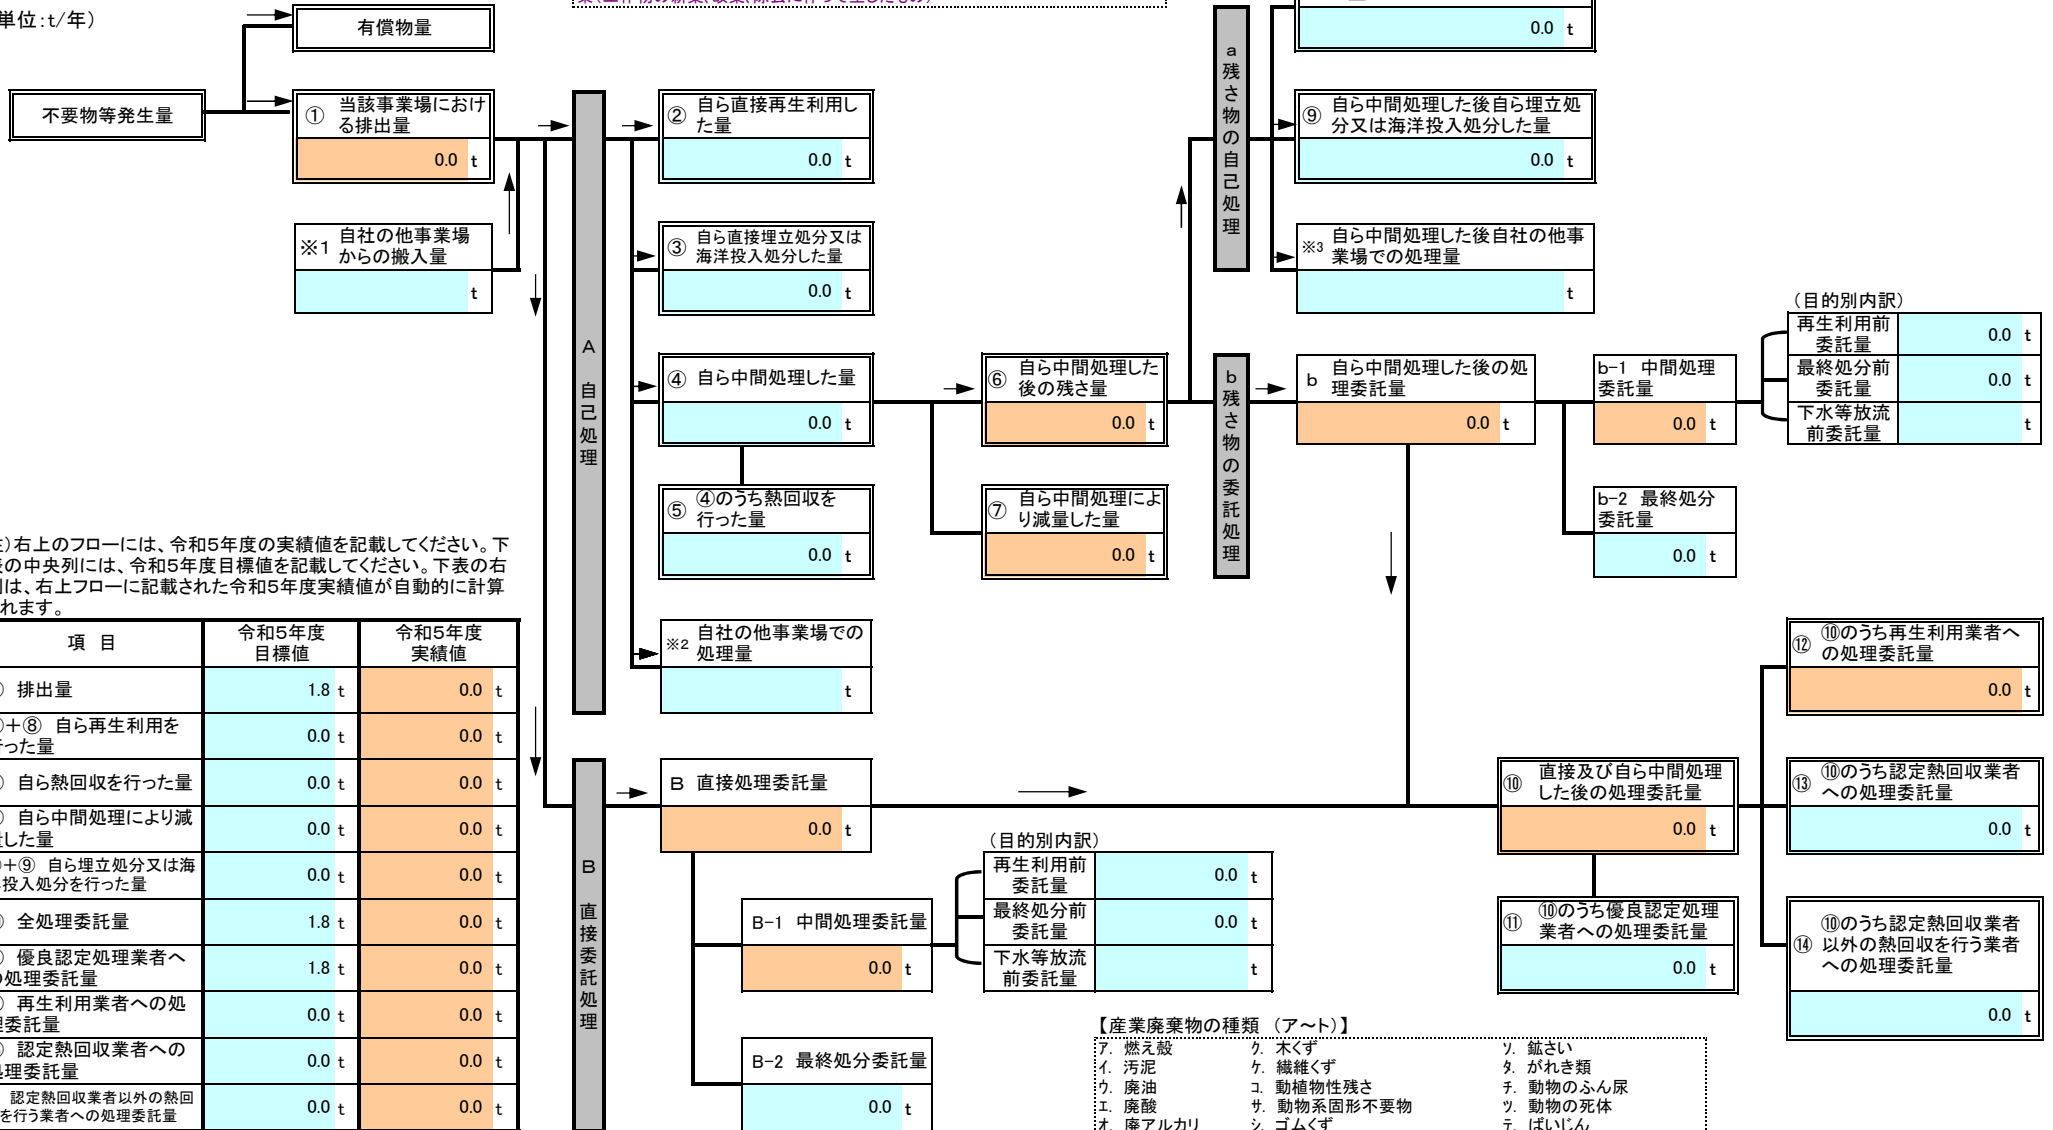 単位:t/年)
有償物量
不要物等発生量
① 当該事業場におけ
る排出量
0.0 t
※1 自社の他事業場
からの搬入量
t
A 自己処理
② 自ら直接再生利用し
た量
0.0 t
③ 自ら直接埋立処分又は
海洋投入処分した量
0.0 t
④ 自ら中間処理した量
0.0 t
⑤ ④のうち熱回収を
行った量
0.0 t
※2 自社の他事業場での
処理量
t
⑥ 自ら中間処理した
後の残さ量
0.0 t
⑦ 自ら中間処理によ
り減量した量
0.0 t
a 残さ物の自己処理
0.0 t
⑨ 自ら中間処理した後自ら埋立処
分又は海洋投入処分した量
0.0 t
※3 自ら中間処理した後自社の他事
業場での処理量
t
b 残さ物の委託処理
b 自ら中間処理した後の処
理委託量
0.0 t
b-1 中間処理
委託量
0.0 t
b-2 最終処分
委託量
0.0 t
(目的別内訳)
再生利用前
委託量 0.0 t
最終処分前
委託量 0.0 t
下水等放流
前委託量 t
)右上のフローには、令和5年度の実績値を記載してください。下
の中央列には、令和5年度目標値を記載してください。下表の右
は、右上フローに記載された令和5年度実績値が自動的に計算
れます。
項 目 令和5年度 令和5年度
目標値 実績値
) 排出量 1.8 t 0.0 t
)+⑧ 自ら再生利用を
った量 0.0 t 0.0 t
) 自ら熱回収を行った量 0.0 t 0.0 t
) 自ら中間処理により減
した量 0.0 t 0.0 t
+⑨ 自ら埋立処分又は海
投入処分を行った量 0.0 t 0.0 t
) 全処理委託量 1.8 t 0.0 t
) 優良認定処理業者へ
処理委託量 1.8 t 0.0 t
) 再生利用業者への処
委託量 0.0 t 0.0 t
) 認定熱回収業者への
理委託量 0.0 t 0.0 t
認定熱回収業者以外の熱回
を行う業者への処理委託量 0.0 t 0.0 t
B 直接委託処理
B 直接処理委託量
0.0 t
B-1 中間処理委託量
0.0 t
B-2 最終処分委託量
0.0 t
(目的別内訳)
再生利用前
委託量 0.0 t
最終処分前
委託量 0.0 t
下水等放流
前委託量 t
⑩ 直接及び自ら中間処理
した後の処理委託量
0.0 t
⑪ ⑩のうち優良認定処理
業者への処理委託量
0.0 t
⑫ ⑩のうち再生利用業者へ
の処理委託量
0.0 t
⑬ ⑩のうち認定熱回収業者
への処理委託量
0.0 t
⑭ ⑩のうち認定熱回収業者
以外の熱回収を行う業者
への処理委託量
0.0 t
【産業廃棄物の種類 (ア~ト)】
ア. 燃え殻 ク. 木くず ソ. 鉱さい
イ. 汚泥 ケ. 繊維くず タ. がれき類
ウ. 廃油 コ. 動植物性残さ チ. 動物のふん尿
エ. 廃酸 サ. 動物系固形不要物 ツ. 動物の死体
オ. 廃アルカリ シ. ゴムくず テ. ばいじん